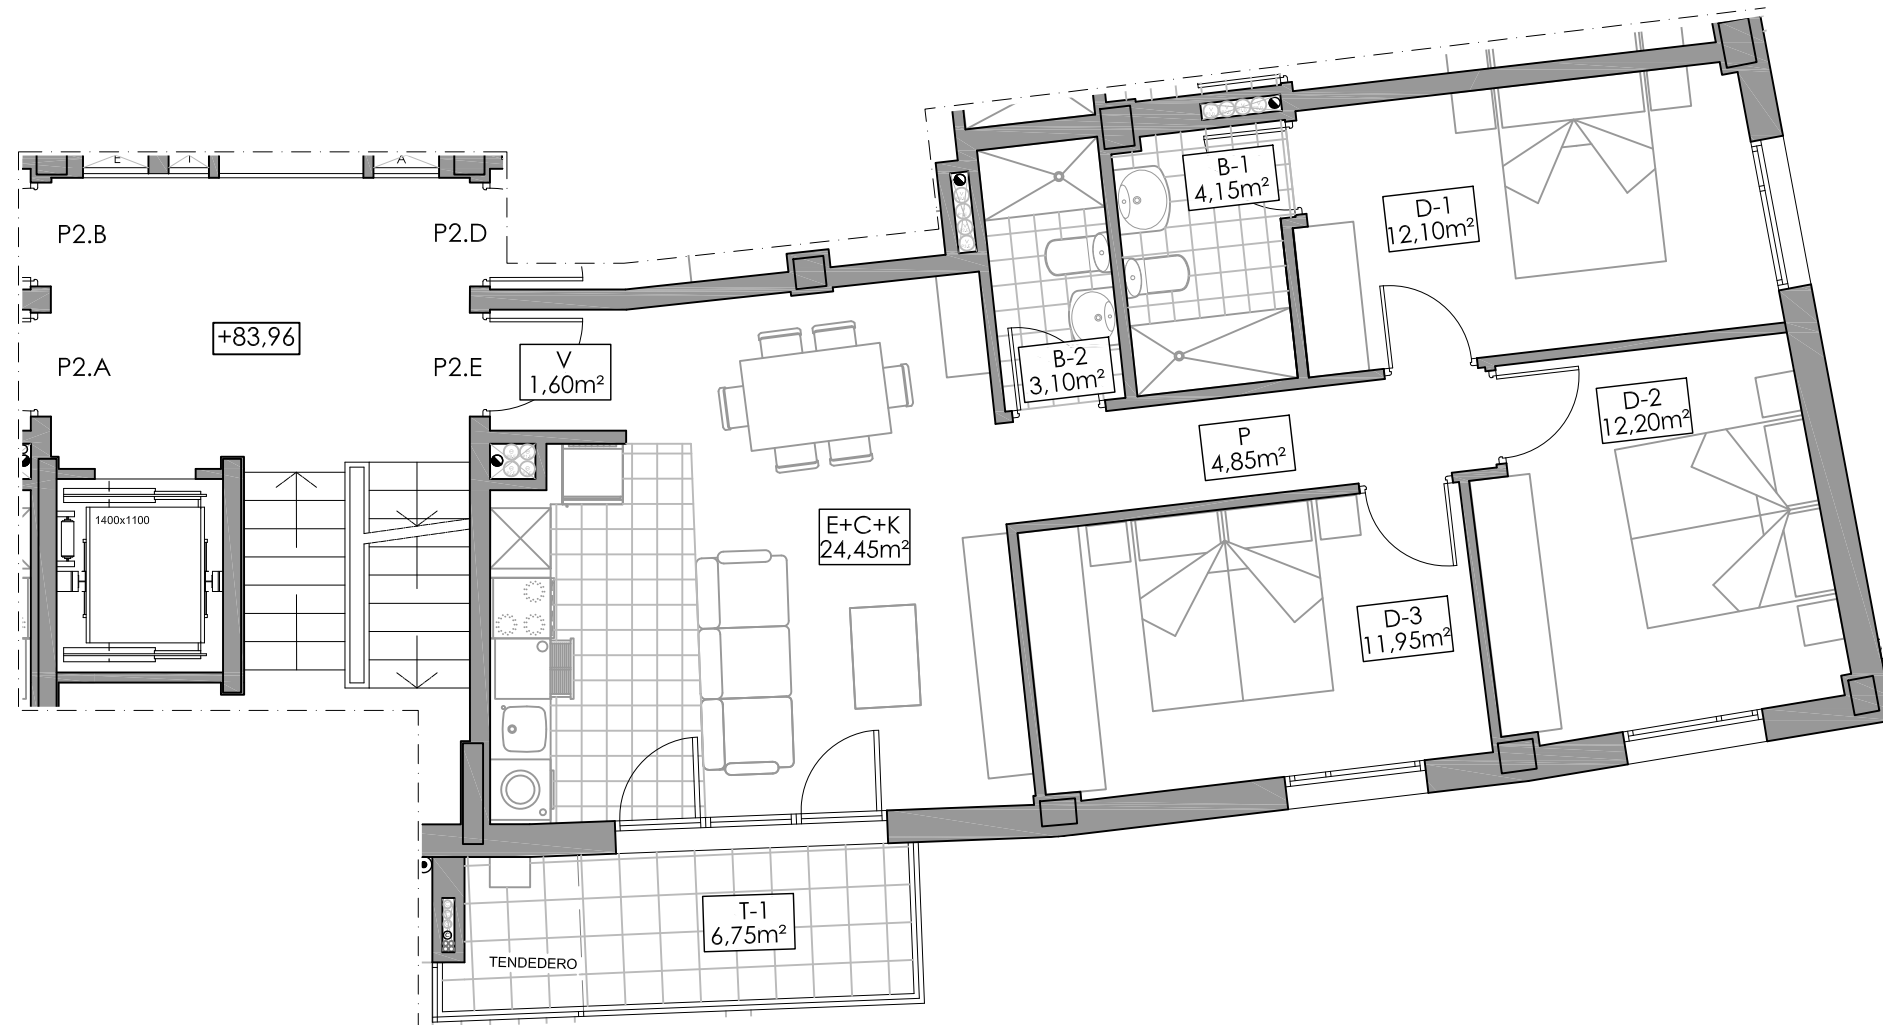 E
A
P2.B
P2.D
B-1
4,15m²
D-1
12,10m²
+83,96
P2.A
P2.E
V
1,60m²
B-2
3,10m²
D-2
12,20m²
P
4,85m²
1400x1100
E+C+K
24,45m²
D-3
11,95m²
T-1
6,75m²
TENDEDERO